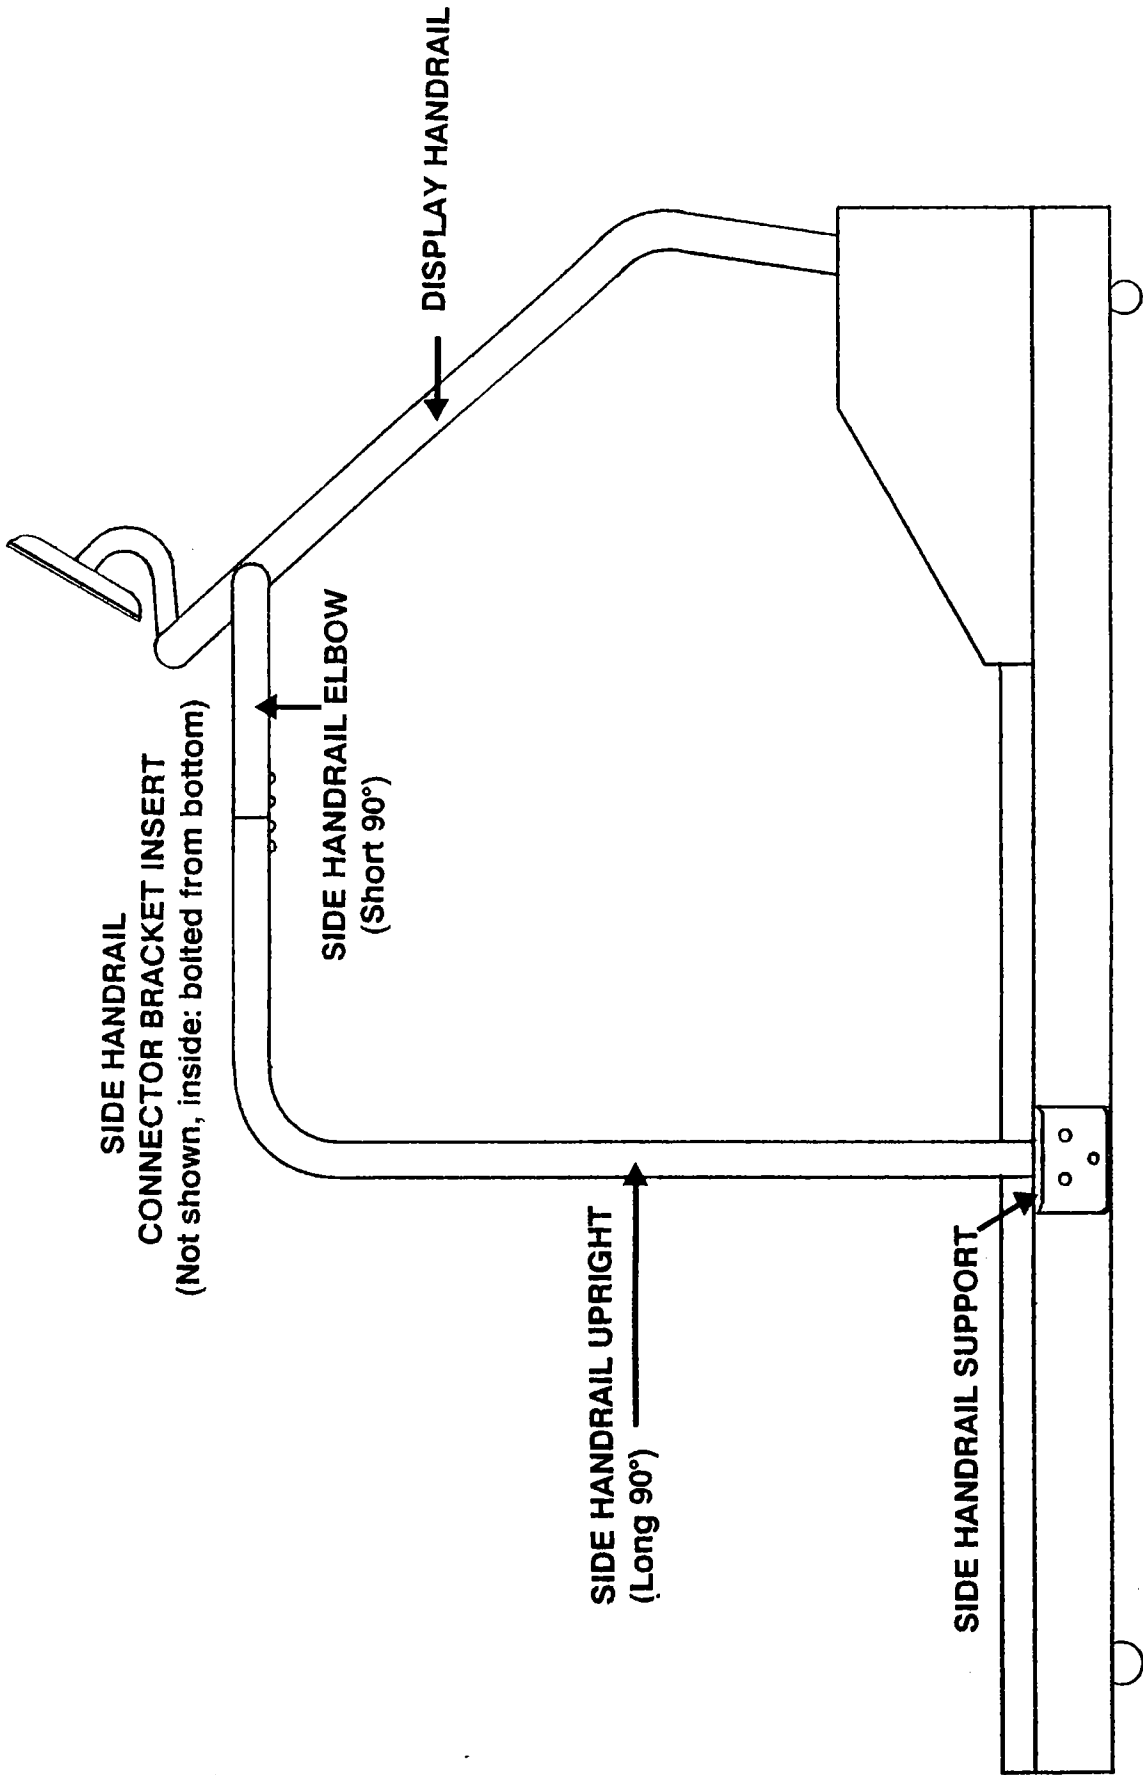 SIDE HANDRAIL
CONNECTOR BRACKET INSERT
(Not shown, inside: bolted from bottom)
DISPLAY HANDRAIL
SIDE HANDRAIL ELBOW
(Short 90°)
SIDE HANDRAIL UPRIGHT
(Long 90°)
SIDE HANDRAIL SUPPORT